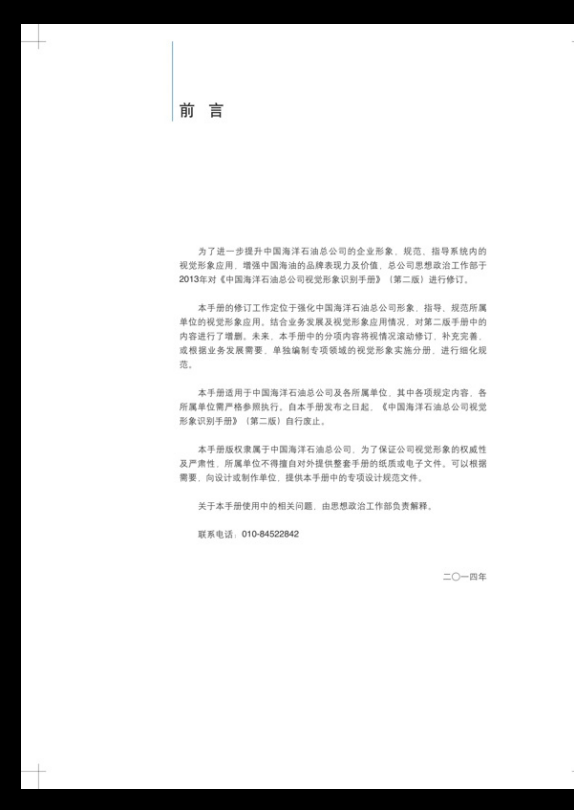 前 言
为了进一步提升中国海洋石油总公司的企业形象，规范、指导系统内的
视觉形象应用，增强中国海油的品牌表现力及价值，总公司思想政治工作部于
2013年对《中国海洋石油总公司视觉形象识别手册》（第二版）进行修订。
本手册的修订工作定位于强化中国海洋石油总公司形象，指导、规范所属
单位的视觉形象应用。结合业务发展及视觉形象应用情况，对第二版手册中的
内容进行了增删。未来，本手册中的分项内容将视情况滚动修订、补充完善，
或根据业务发展需要，单独编制专项领域的视觉形象实施分册，进行细化规
范。
本手册适用于中国海洋石油总公司及各所属单位，其中各项规定内容，各
所属单位需严格参照执行。自本手册发布之日起，《中国海洋石油总公司视觉
形象识别手册》（第二版）自行废止。
本手册版权隶属于中国海洋石油总公司，为了保证公司视觉形象的权威性
及严肃性，所属单位不得擅自对外提供整套手册的纸质或电子文件。可以根据
需要，向设计或制作单位，提供本手册中的专项设计规范文件。
关于本手册使用中的相关问题，由思想政治工作部负责解释。
联系电话：010-84522842
二〇一四年